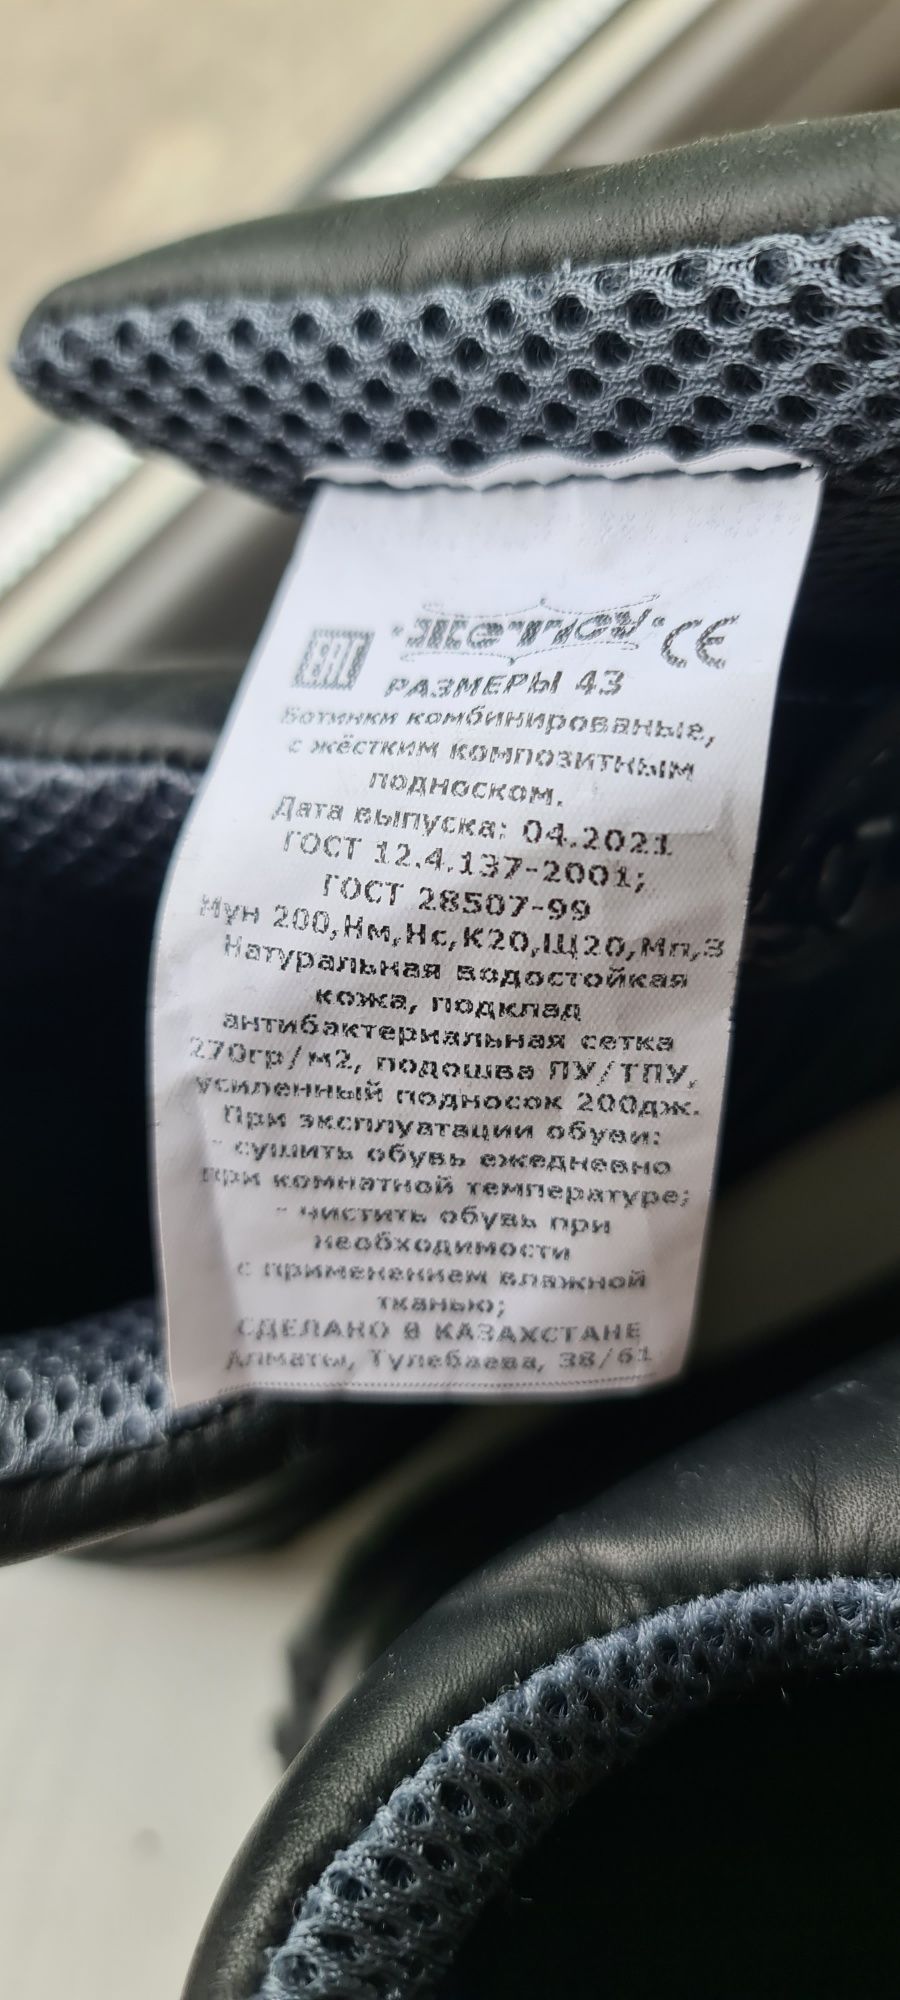 EAC
CE
РАЗМЕРЫ 43
Ботинки комбинированые,
с жёстким композитным
подноском.
Дата выпуска: 04.2021
ГОСТ 12.4.137-2001;
ГОСТ 28507-99
Мун 200,Нм,Нс,К20,Щ20,Мп,З
Натуральная водостойкая
кожа, подклад
антибактериальная сетка
270гр/м2, подошва ПУ/ТПУ,
усиленный подносок 200дж.
При эксплуатации обуви:
- сушить обувь ежедневно
при комнатной температуре;
- чистить обувь при
необходимости
с применением влажной
тканью;
СДЕЛАНО В КАЗАХСТАНЕ
Алматы, Тулебаева, 38/61